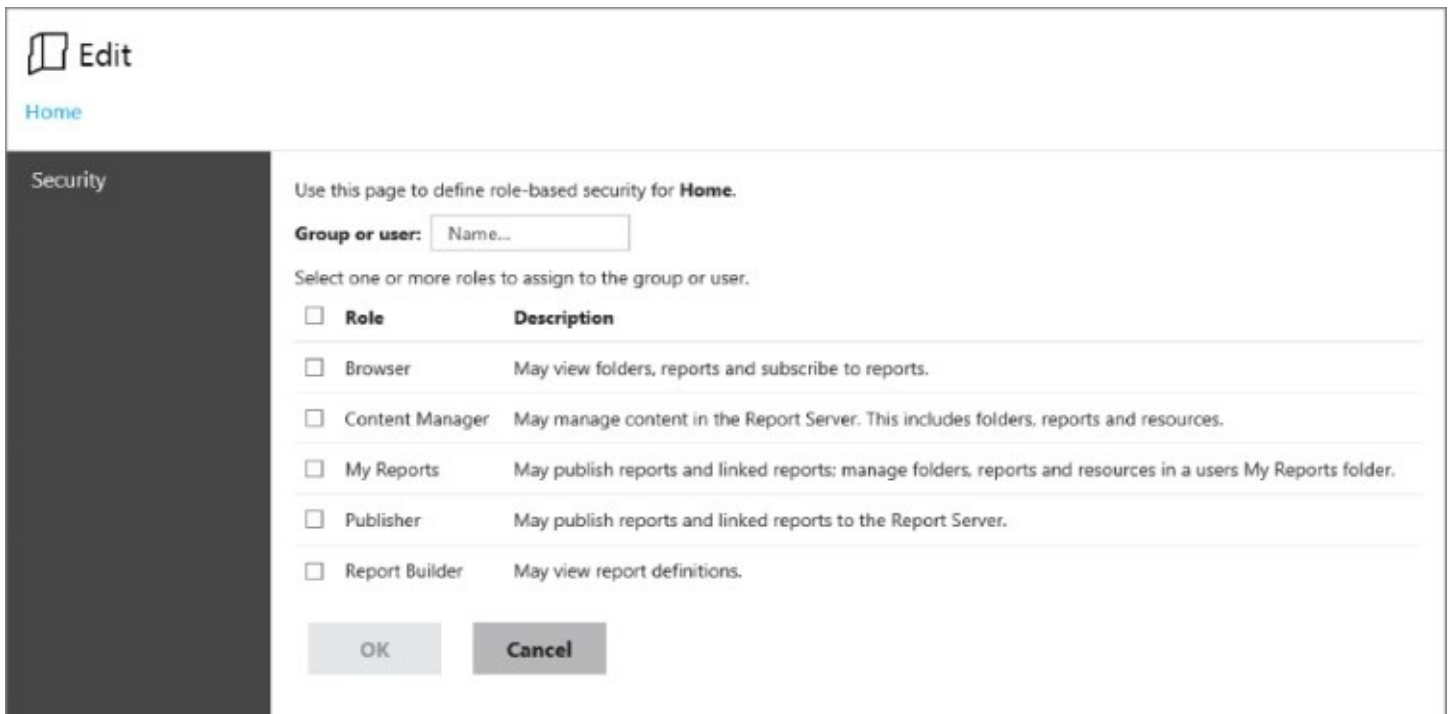 Edit
Home
Security
Use this page to define role-based security for Home.
Group or user: Name...
Select one or more roles to assign to the group or user.
Role Description
Browser May view folders, reports and subscribe to reports.
Content Manager May manage content in the Report Server. This includes folders, reports and resources.
My Reports May publish reports and linked reports; manage folders, reports and resources in a users My Reports folder.
Publisher May publish reports and linked reports to the Report Server.
Report Builder May view report definitions.
OK Cancel